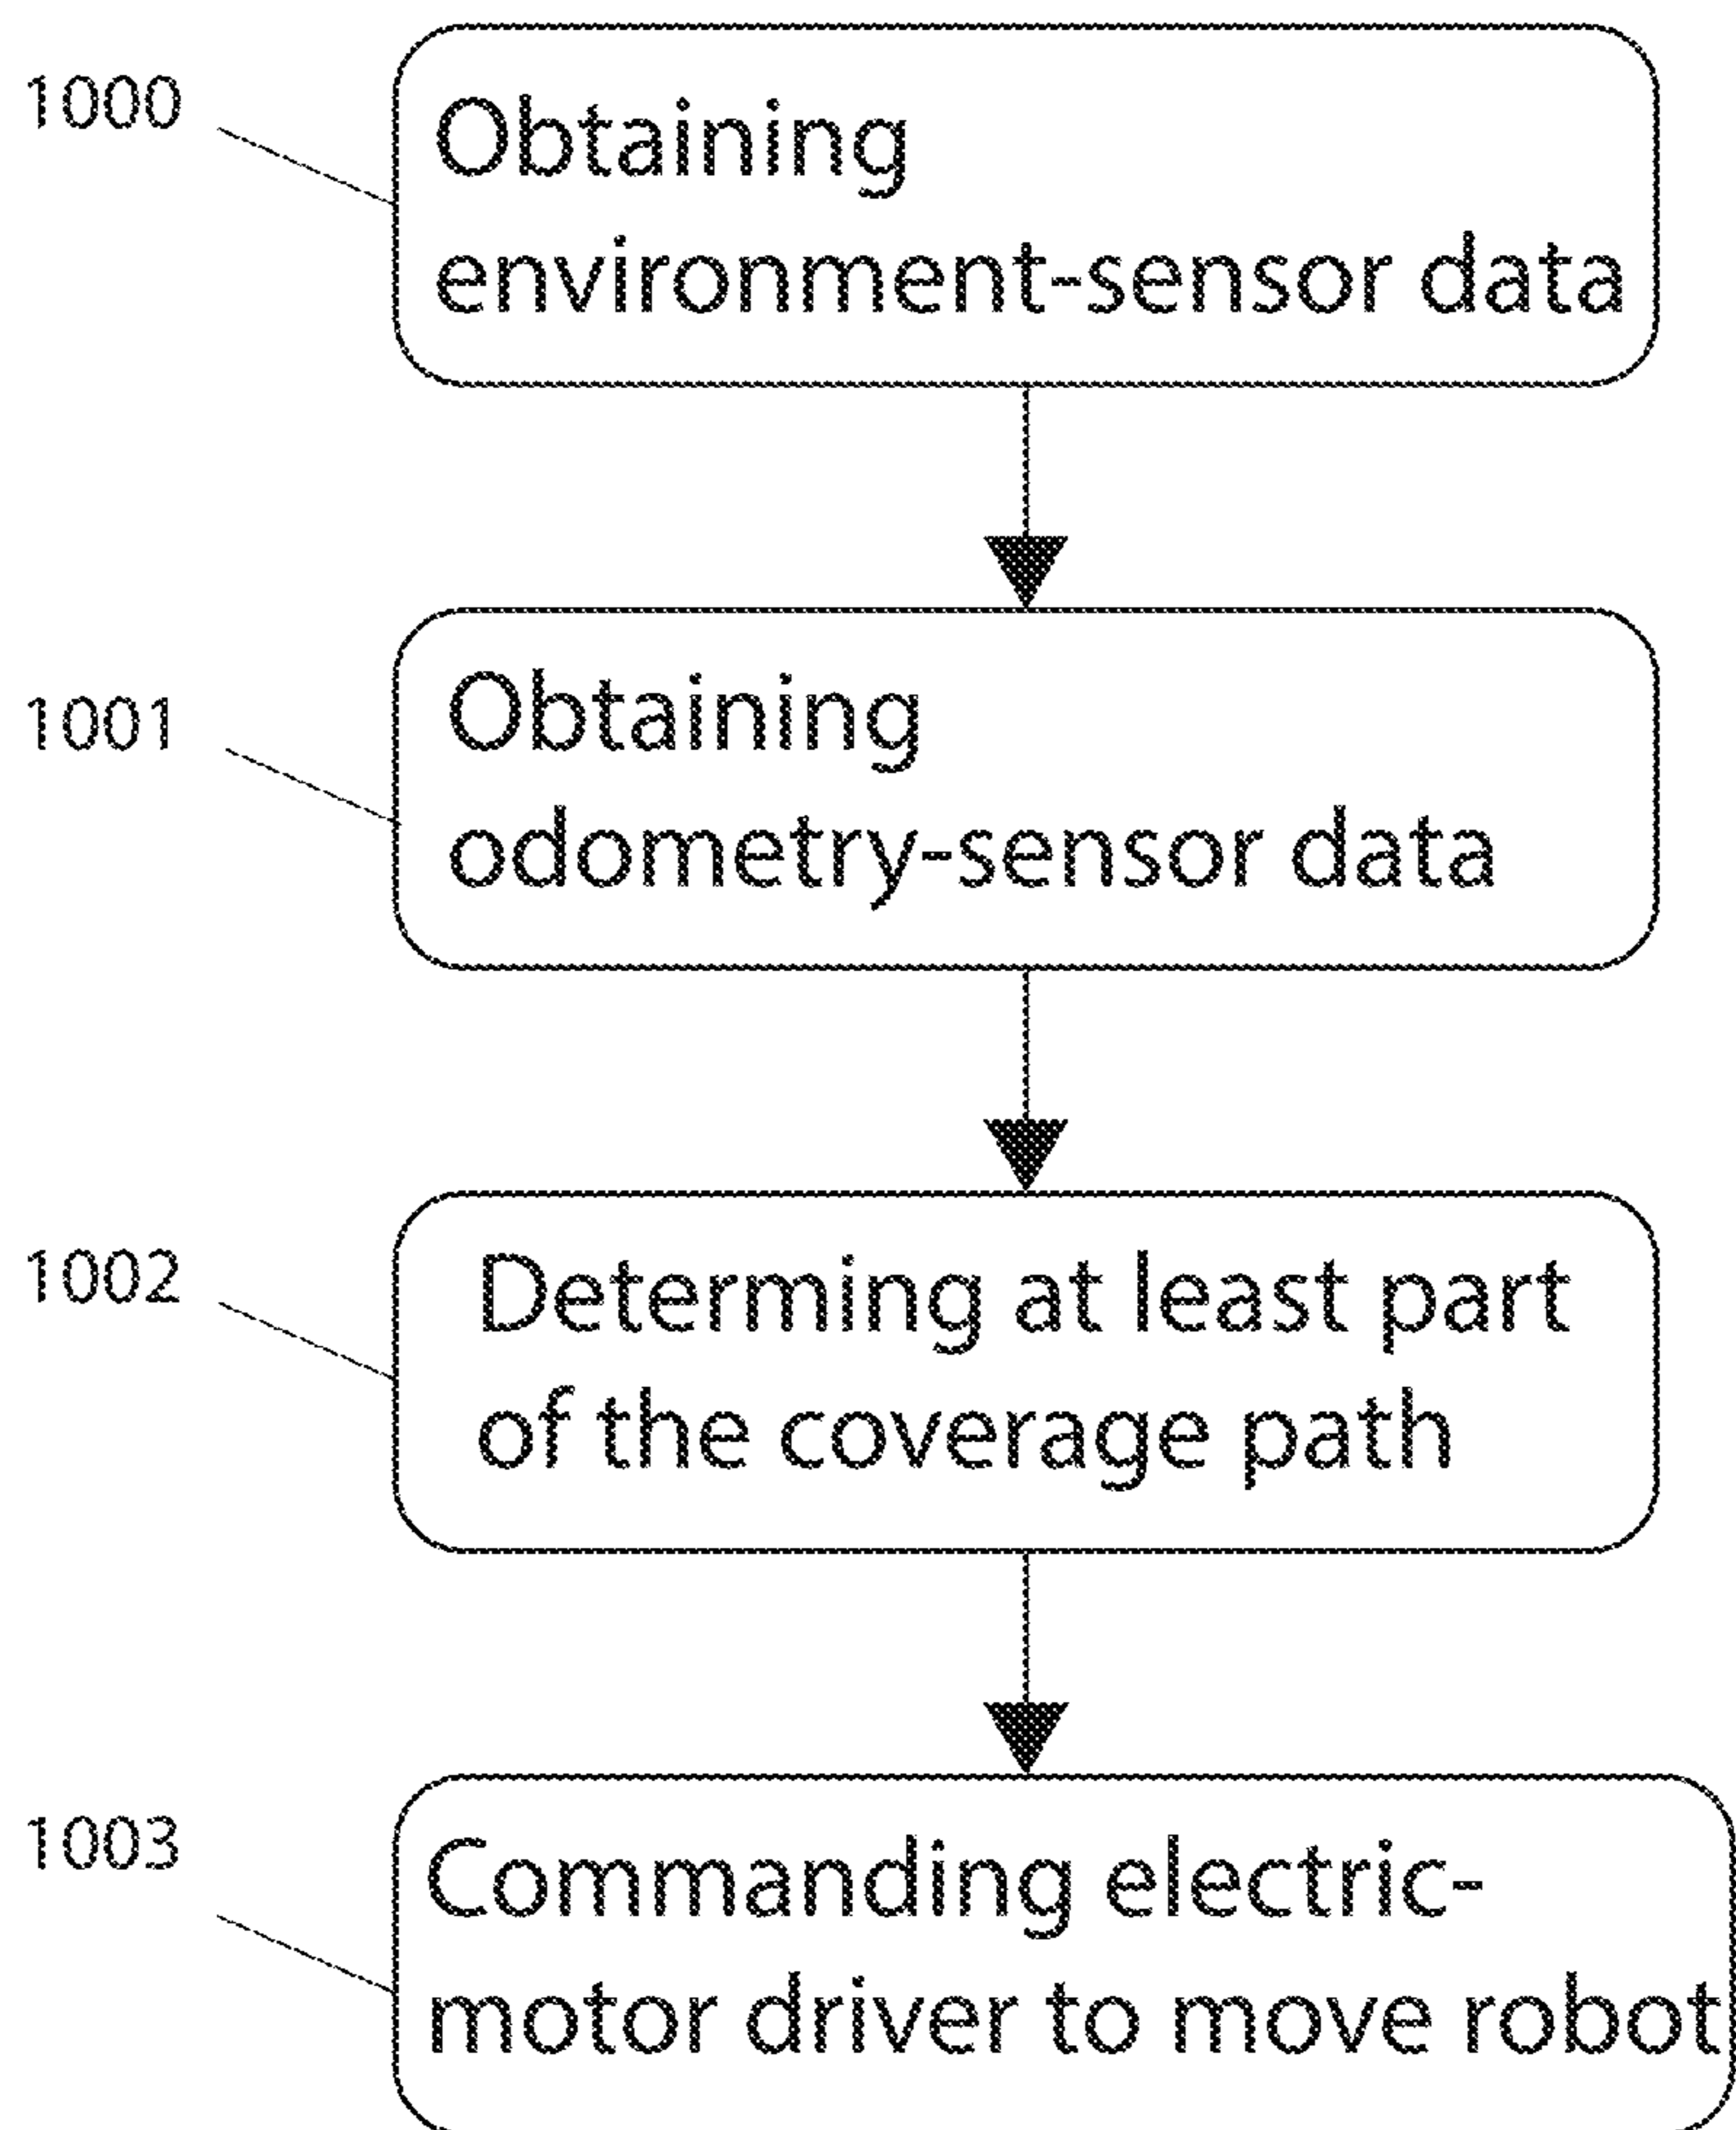 1000
Obtaining
environment-sensor data
1001
Obtaining
odometry-sensor data
1002
Determing at least part
of the coverage path
1003
Commanding electric-
motor driver to move robot